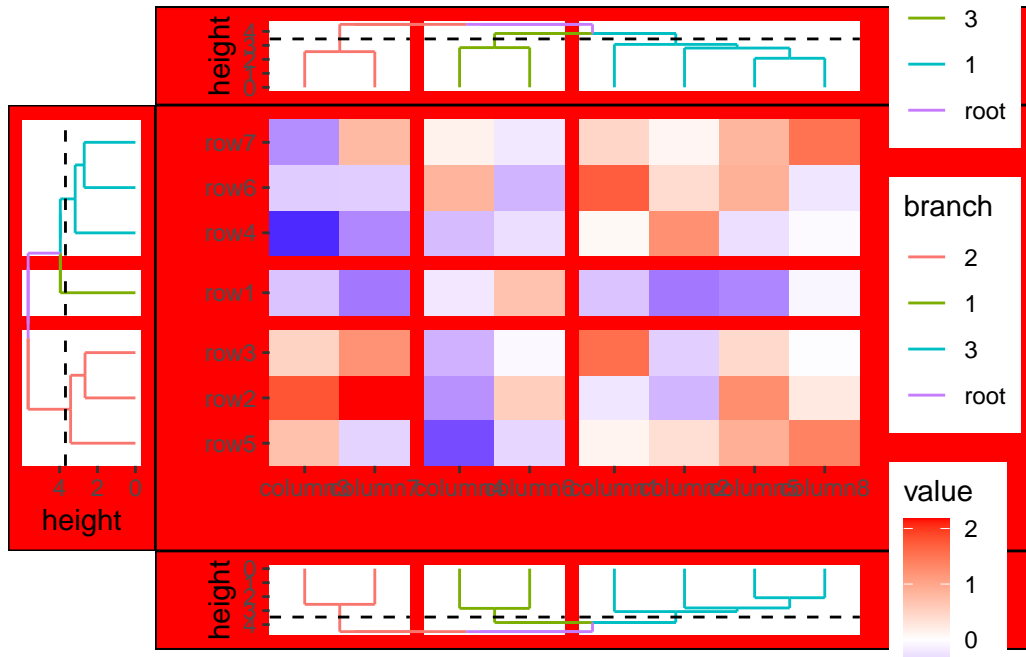 height
4
3
2
1
0
3
1
root
row7
row6
row4
row1
row3
row2
row5
4 2 0
height
column7 column8
branch
2
1
3
root
value
2
1
0
height
0
1
2
3
4